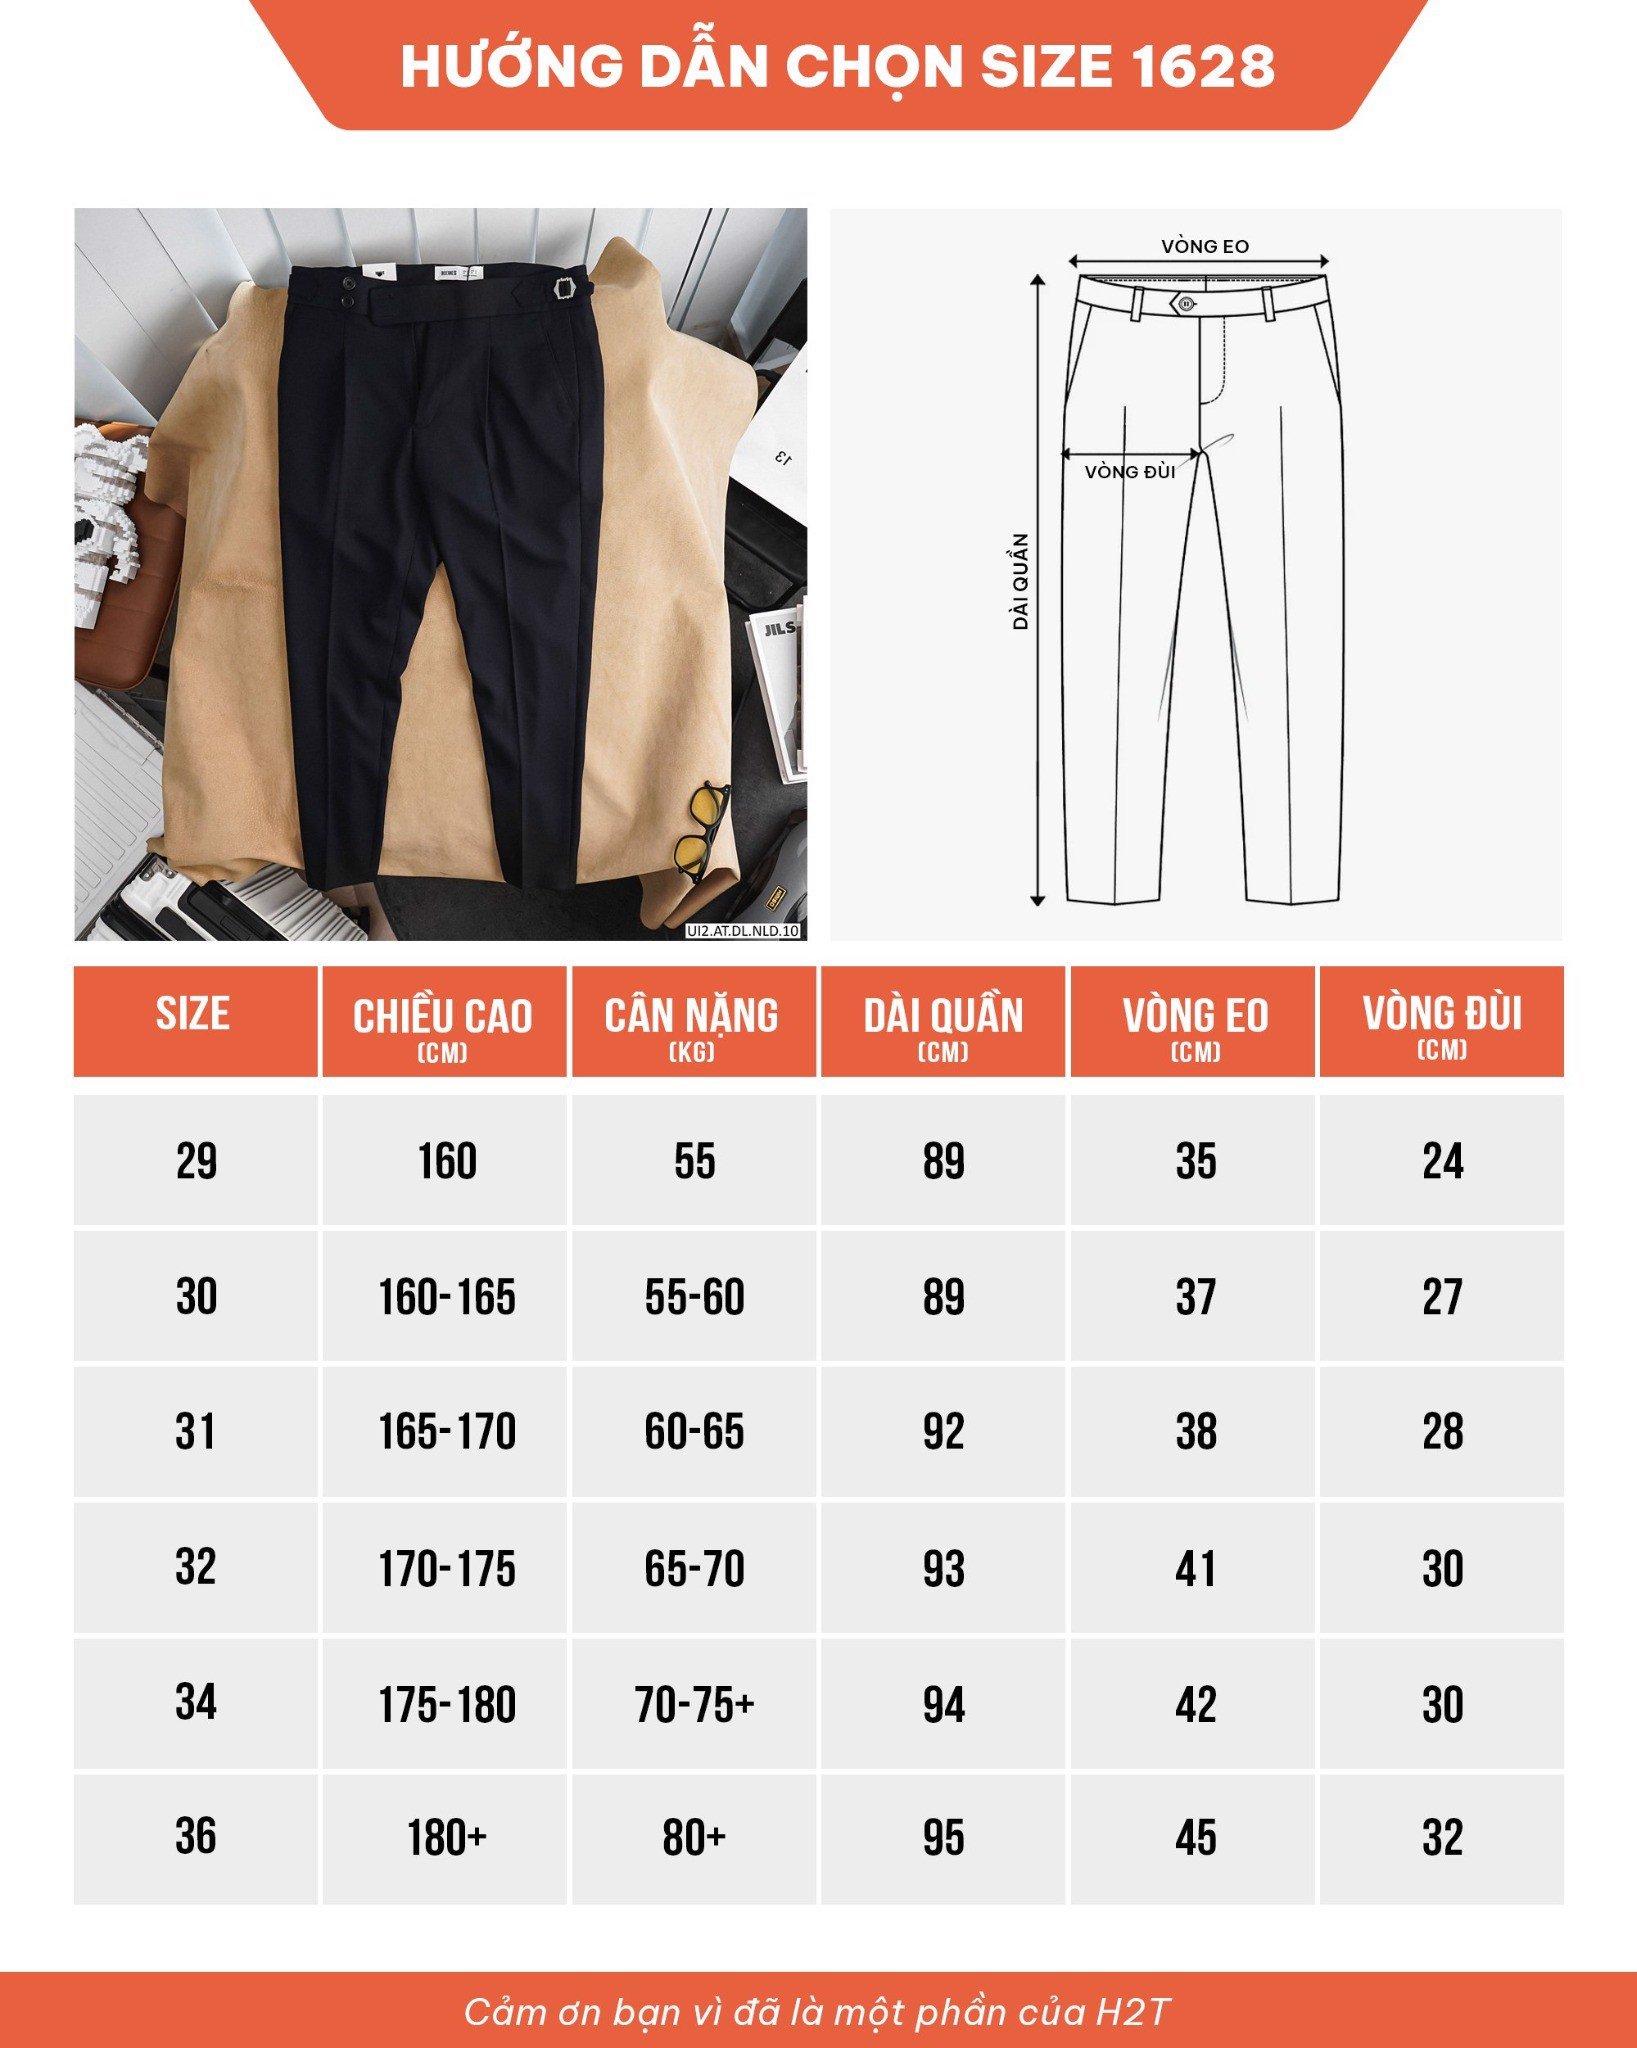 HƯỚNG DẪN CHỌN SIZE 1628
VÒNG EO
VÒNG ĐÙI
DÀI QUẦN
13
JILS
UI2.AT.DL.NLD.10
SIZE CHIỀU CAO (CM) CÂN NẶNG (KG) DÀI QUẦN (CM) VÒNG EO (CM) VÒNG ĐÙI (CM)
29 160 55 89 35 24
30 160-165 55-60 89 37 27
31 165-170 60-65 92 38 28
32 170-175 65-70 93 41 30
34 175-180 70-75+ 94 42 30
36 180+ 80+ 95 45 32
Cảm ơn bạn vì đã là một phần của H2T